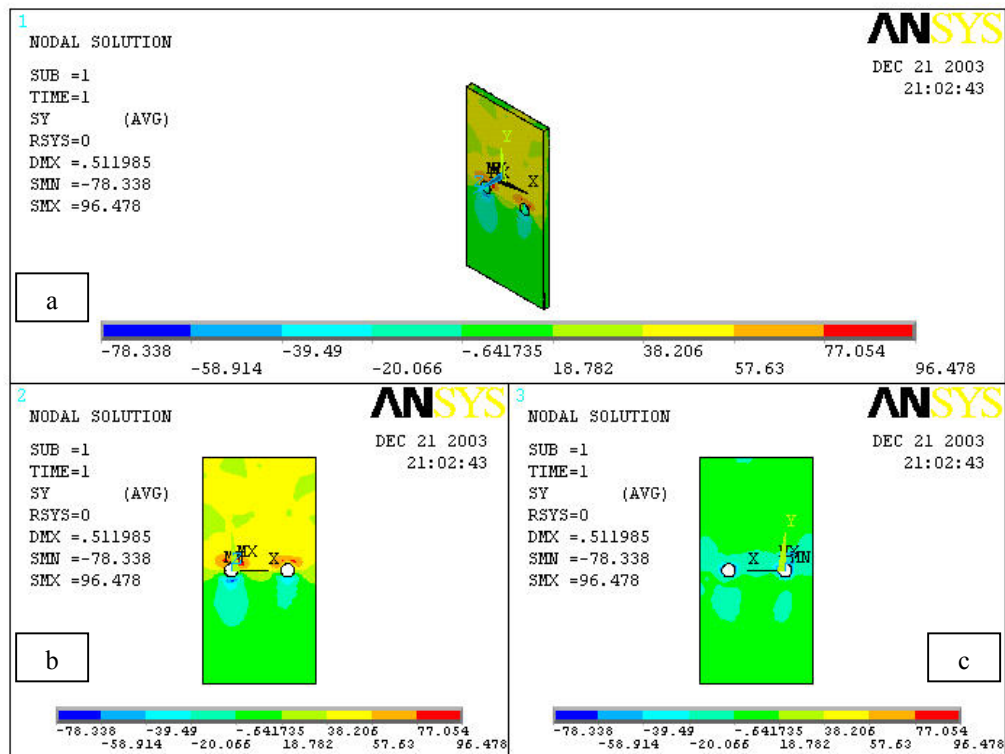 1
ANSYS
NODAL SOLUTION
DEC 21 2003
21:02:43
SUB =1
TIME=1
SY (AVG)
RSYS=0
DMX =.511985
SMN =-78.338
SMX =96.478
Y
X
a
-78.338 -39.49 -.641735 38.206 77.054
-58.914 -20.066 18.782 57.63 96.478
2
ANSYS
NODAL SOLUTION
DEC 21 2003
21:02:43
SUB =1
TIME=1
SY (AVG)
RSYS=0
DMX =.511985
SMN =-78.338
SMX =96.478
MX
X
b
-78.338 -39.49 -.641735 38.206 77.054
-58.914 -20.066 18.782 57.63 96.478
3
ANSYS
NODAL SOLUTION
DEC 21 2003
21:02:43
SUB =1
TIME=1
SY (AVG)
RSYS=0
DMX =.511985
SMN =-78.338
SMX =96.478
Y
MX
X
MN
c
-78.338 -39.49 -.641735 38.206 77.054
-58.914 -20.066 18.782 57.63 96.478